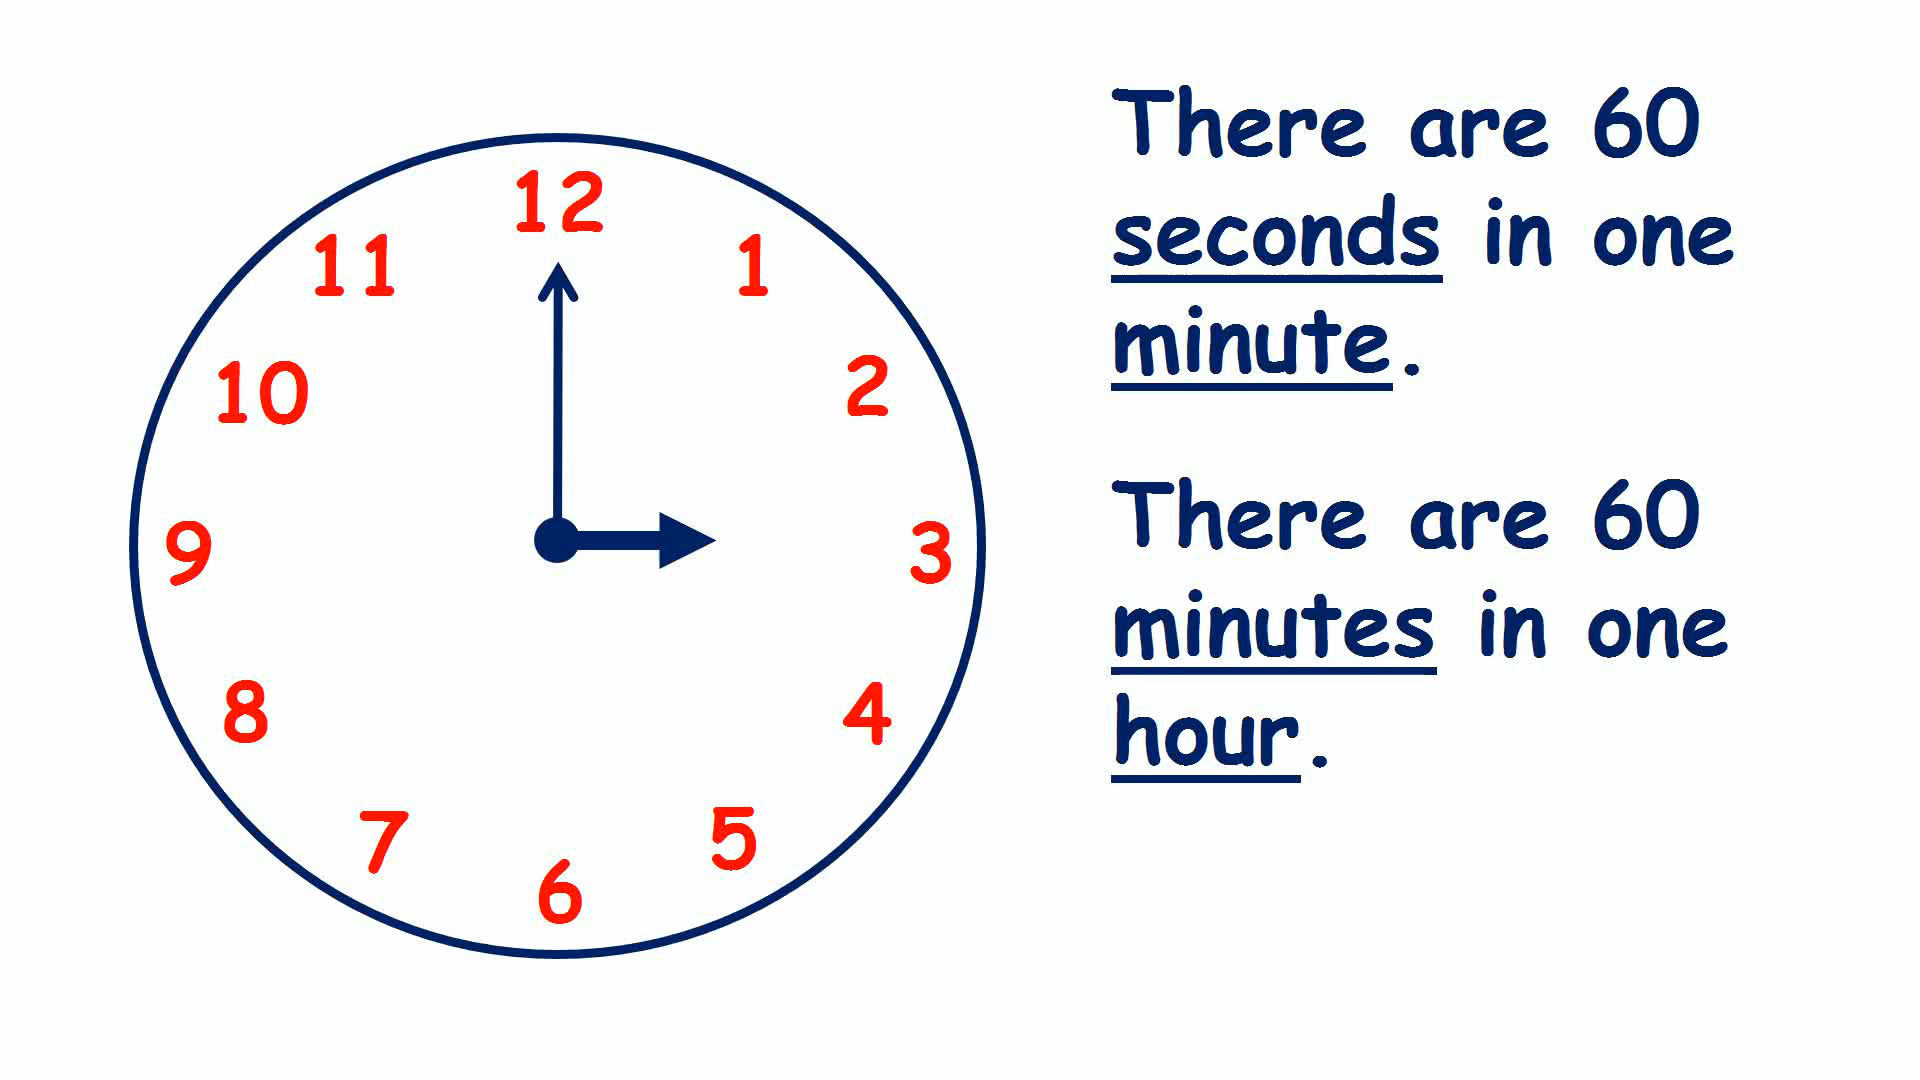 12
11
1
10
2
9
3
8
4
7
5
6
There are 60
seconds in one
minute.
There are 60
minutes in one
hour.